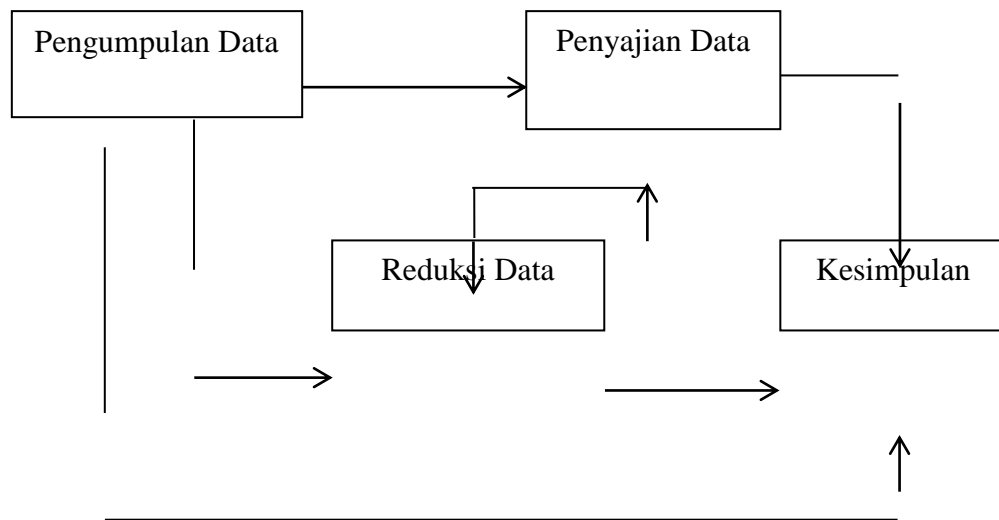 Pengumpulan Data
Penyajian Data
Reduksi Data
Kesimpulan